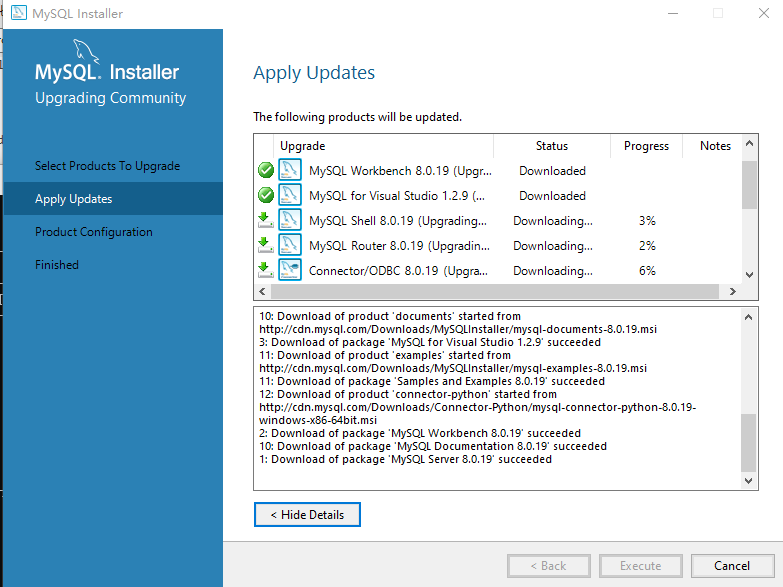 MySQL Installer
MySQL. Installer
Upgrading Community
Select Products To Upgrade
Apply Updates
Product Configuration
Finished
Apply Updates
The following products will be updated.
Upgrade Status Progress Notes
MySQL Workbench 8.0.19 (Upgr... Downloaded
MySQL for Visual Studio 1.2.9 (... Downloaded
MySQL Shell 8.0.19 (Upgrading... Downloading... 3%
MySQL Router 8.0.19 (Upgradin... Downloading... 2%
Connector/ODBC 8.0.19 (Upgra... Downloading... 6%
10: Download of product 'documents' started from
http://cdn.mysql.com/Downloads/MySQLInstaller/mysql-documents-8.0.19.msi
3: Download of package 'MySQL for Visual Studio 1.2.9' succeeded
11: Download of product 'examples' started from
http://cdn.mysql.com/Downloads/MySQLInstaller/mysql-examples-8.0.19.msi
11: Download of package 'Samples and Examples 8.0.19' succeeded
12: Download of product 'connector-python' started from
http://cdn.mysql.com/Downloads/Connector-Python/mysql-connector-python-8.0.19-
windows-x86-64bit.msi
2: Download of package 'MySQL Workbench 8.0.19' succeeded
10: Download of package 'MySQL Documentation 8.0.19' succeeded
1: Download of package 'MySQL Server 8.0.19' succeeded
< Hide Details
< Back Execute Cancel